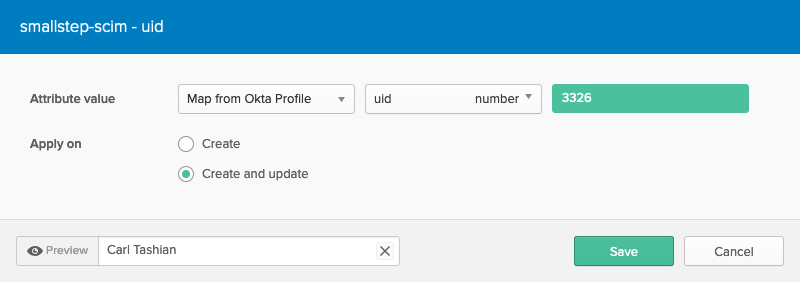 smallstep-scim - uid
Attribute value Map from Okta Profile uid number 3326
Apply on Create
Create and update
Preview Carl Tashian Save Cancel